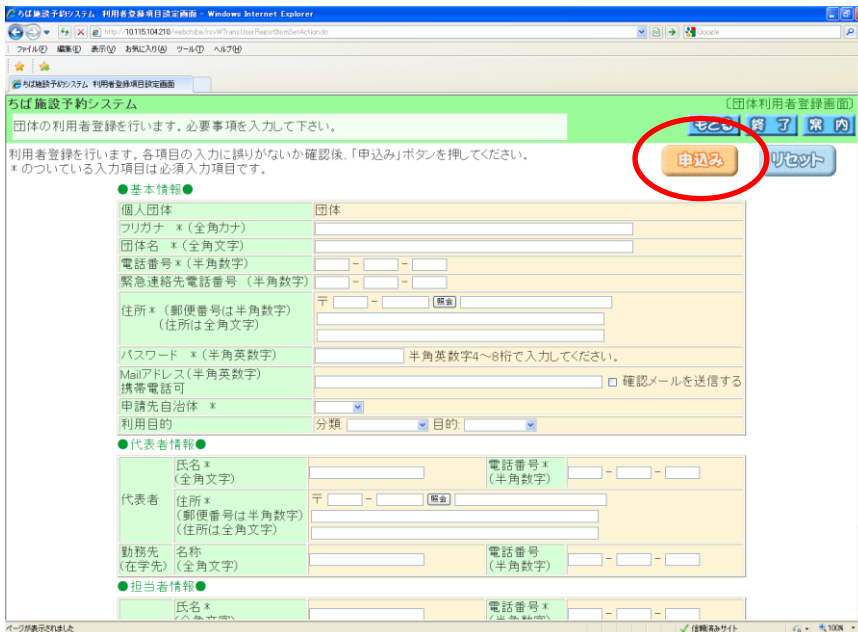 ちば施設予約システム 利用者登録項目設定画面 - Windows Internet Explorer
http://10.115.104.218/webchiba/rsvWTransUserRegistItemSetAction.do
Google
ファイル(F) 編集(E) 表示(V) お気に入り(A) ツール(T) ヘルプ(H)
ちば施設予約システム 利用者登録項目設定画面
ちば施設予約システム 〔団体利用者登録画面〕
団体の利用者登録を行います。必要事項を入力して下さい。
もどる 終了 案内
利用者登録を行います。各項目の入力に誤りがないか確認後、「申込み」ボタンを押してください。
*のついている入力項目は必須入力項目です。
申込み リセット
●基本情報●
個人団体 団体
フリガナ *(全角カナ)
団体名 *(全角文字)
電話番号*(半角数字) - -
緊急連絡先電話番号 (半角数字) - -
住所*(郵便番号は半角数字) 〒 - 照会
(住所は全角文字)
パスワード *(半角英数字) 半角英数字4~8桁で入力してください。
Mailアドレス(半角英数字)
携帯電話可 確認メールを送信する
申請先自治体 *
利用目的 分類: 目的:
●代表者情報●
代表者 氏名*
(全角文字)
電話番号*
(半角数字) - -
住所*
(郵便番号は半角数字)
(住所は全角文字)
〒 - 照会
勤務先
(在学先)
名称
(全角文字)
電話番号
(半角数字) - - -
●担当者情報●
氏名*
電話番号*
- -
ページが表示されました 信頼済みサイト 100%